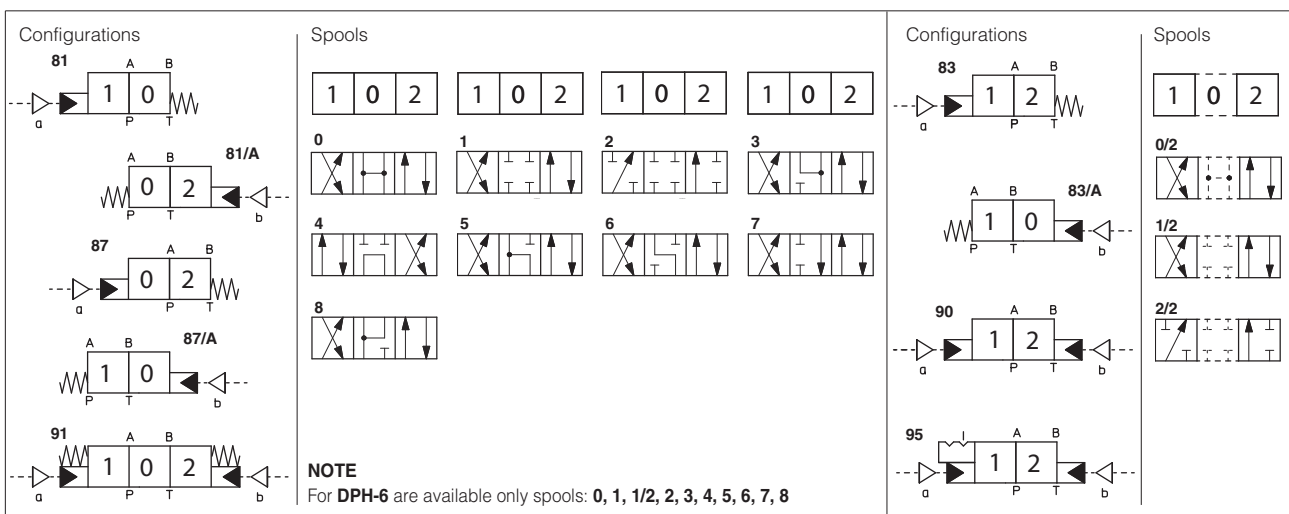 Configurations
Spools
Configurations
Spools
81
A B
1 0
a
P T
81/A
A B
0 2
P T
b
87
A B
0 2
a
P T
87/A
A B
1 0
P T
b
91
A B
1 0 2
a
P T
b
1 0 2
1 0 2
1 0 2
1 0 2
0
1
2
3
4
5
6
7
8
NOTE
For DPH-6 are available only spools: 0, 1, 1/2, 2, 3, 4, 5, 6, 7, 8
83
A B
1 2
a
P T
83/A
A B
1 0
P T
b
90
A B
1 2
a
P T
b
95
A B
1 2
a
P T
b
1 0 2
0/2
1/2
2/2